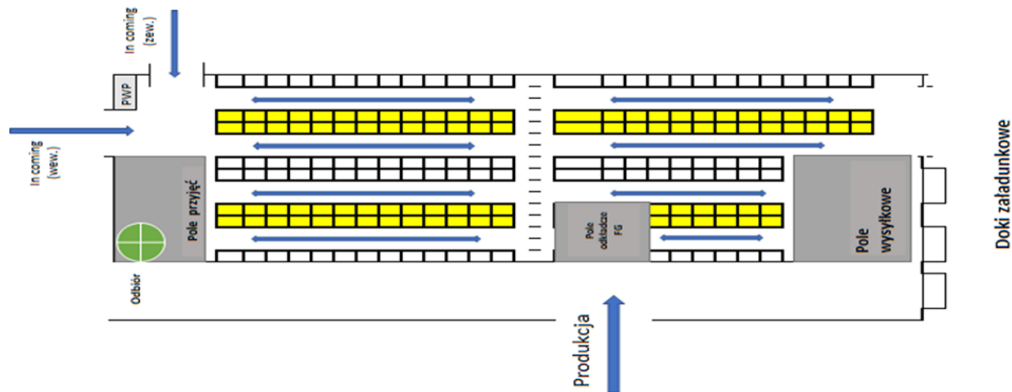 In coming
(zew.)
PWP
In coming
(wew.)
Pole przyjęć
Odbiór
Pole
odkładcze
FG
Pole
wysyłkowe
Doki załadunkowe
Produkcja